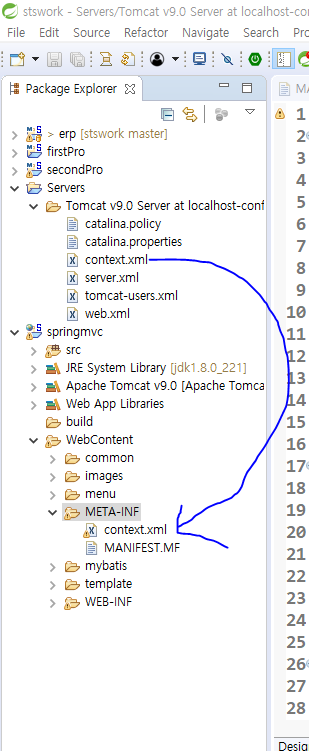 stswork - Servers/Tomcat v9.0 Server at localhost-con
File Edit Source Refactor Navigate Search Project
Package Explorer
> erp [stswork master]
firstPro
secondPro
Servers
Tomcat v9.0 Server at localhost-conf
catalina.policy
catalina.properties
context.xml
server.xml
tomcat-users.xml
web.xml
springmvc
src
JRE System Library [jdk1.8.0_221]
Apache Tomcat v9.0 [Apache Tomca
Web App Libraries
build
WebContent
common
images
menu
META-INF
context.xml
MANIFEST.MF
mybatis
template
WEB-INF
MA
1
2
3
4
5
6
7
8
9
10
11
12
13
14
15
16
17
18
19
20
21
22
23
24
25
26
27
28
Design